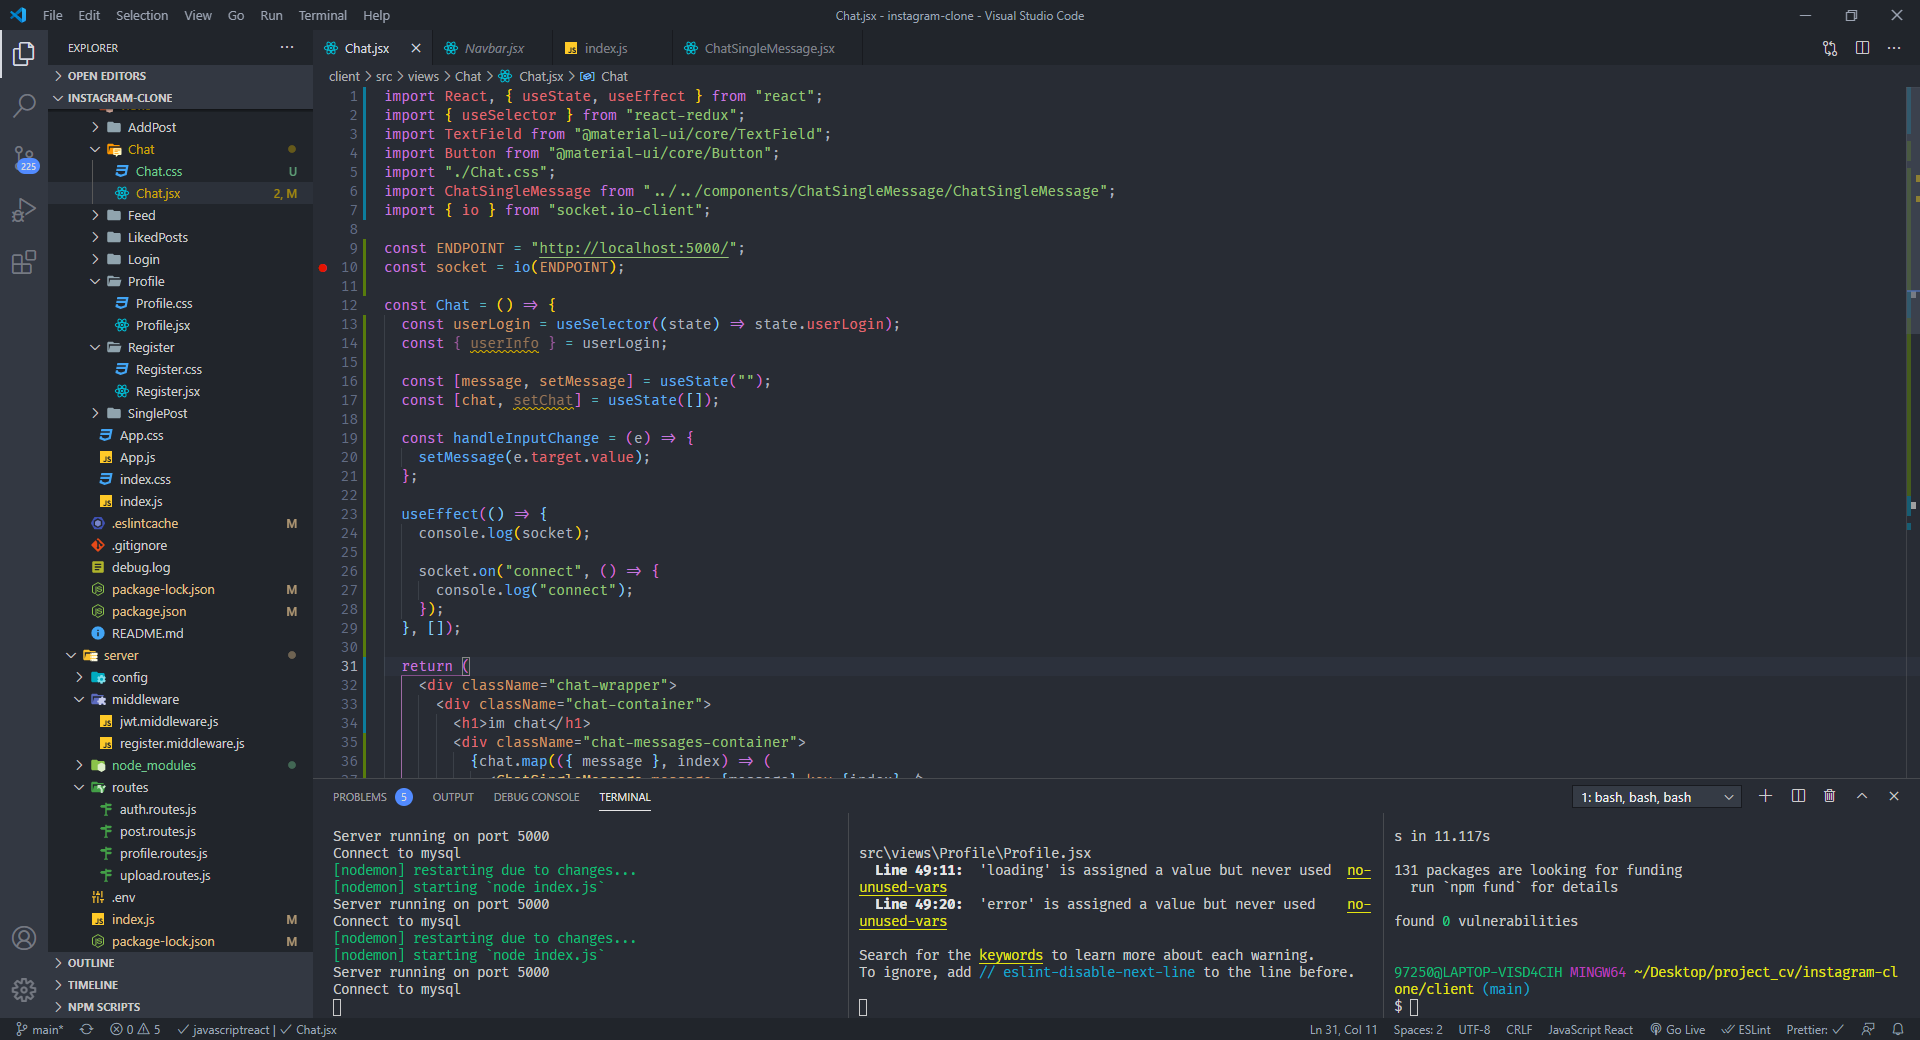 File Edit Selection View Go Run Terminal Help
Chat.jsx - instagram-clone - Visual Studio Code
EXPLORER
OPEN EDITORS
INSTAGRAM-CLONE
AddPost
Chat
Chat.css U
Chat.jsx 2, M
Feed
LikedPosts
Login
Profile
Profile.css
Profile.jsx
Register
Register.css
Register.jsx
SinglePost
App.css
App.js
index.css
index.js
.eslintcache M
.gitignore
debug.log
package-lock.json M
package.json M
README.md
server
config
middleware
jwt.middleware.js
register.middleware.js
node_modules
routes
auth.routes.js
post.routes.js
profile.routes.js
upload.routes.js
.env
index.js M
package-lock.json M
OUTLINE
TIMELINE
NPM SCRIPTS
225
Chat.jsx Navbar.jsx index.js ChatSingleMessage.jsx
client > src > views > Chat > Chat.jsx > Chat
1 import React, { useState, useEffect } from "react";
2 import { useSelector } from "react-redux";
3 import TextField from "@material-ui/core/TextField";
4 import Button from "@material-ui/core/Button";
5 import "./Chat.css";
6 import ChatSingleMessage from "../../components/ChatSingleMessage/ChatSingleMessage";
7 import { io } from "socket.io-client";
8
9 const ENDPOINT = "http://localhost:5000/";
10 const socket = io(ENDPOINT);
11
12 const Chat = () => {
13 const userLogin = useSelector((state) => state.userLogin);
14 const { userInfo } = userLogin;
15
16 const [message, setMessage] = useState("");
17 const [chat, setChat] = useState([]);
18
19 const handleInputChange = (e) => {
20 setMessage(e.target.value);
21 };
22
23 useEffect(() => {
24 console.log(socket);
25
26 socket.on("connect", () => {
27 console.log("connect");
28 });
29 }, []);
30
31 return (
32 <div className="chat-wrapper">
33 <div className="chat-container">
34 <h1>im chat</h1>
35 <div className="chat-messages-container">
36 {chat.map(({ message }, index) => (
PROBLEMS 5 OUTPUT DEBUG CONSOLE TERMINAL
1: bash, bash, bash
Server running on port 5000
Connect to mysql
[nodemon] restarting due to changes...
[nodemon] starting `node index.js`
Server running on port 5000
Connect to mysql
[nodemon] restarting due to changes...
[nodemon] starting `node index.js`
Server running on port 5000
Connect to mysql
src\views\Profile\Profile.jsx
Line 49:11: 'loading' is assigned a value but never used no-
unused-vars
Line 49:20: 'error' is assigned a value but never used no-
unused-vars
Search for the keywords to learn more about each warning.
To ignore, add // eslint-disable-next-line to the line before.
s in 11.117s
131 packages are looking for funding
run `npm fund` for details
found 0 vulnerabilities
97250@LAPTOP-VISD4CIH MINGW64 ~/Desktop/project_cv/instagram-cl
one/client (main)
$
main* 0 5 javascriptreact | Chat.jsx
Ln 31, Col 11 Spaces: 2 UTF-8 CRLF JavaScript React Go Live ESLint Prettier: